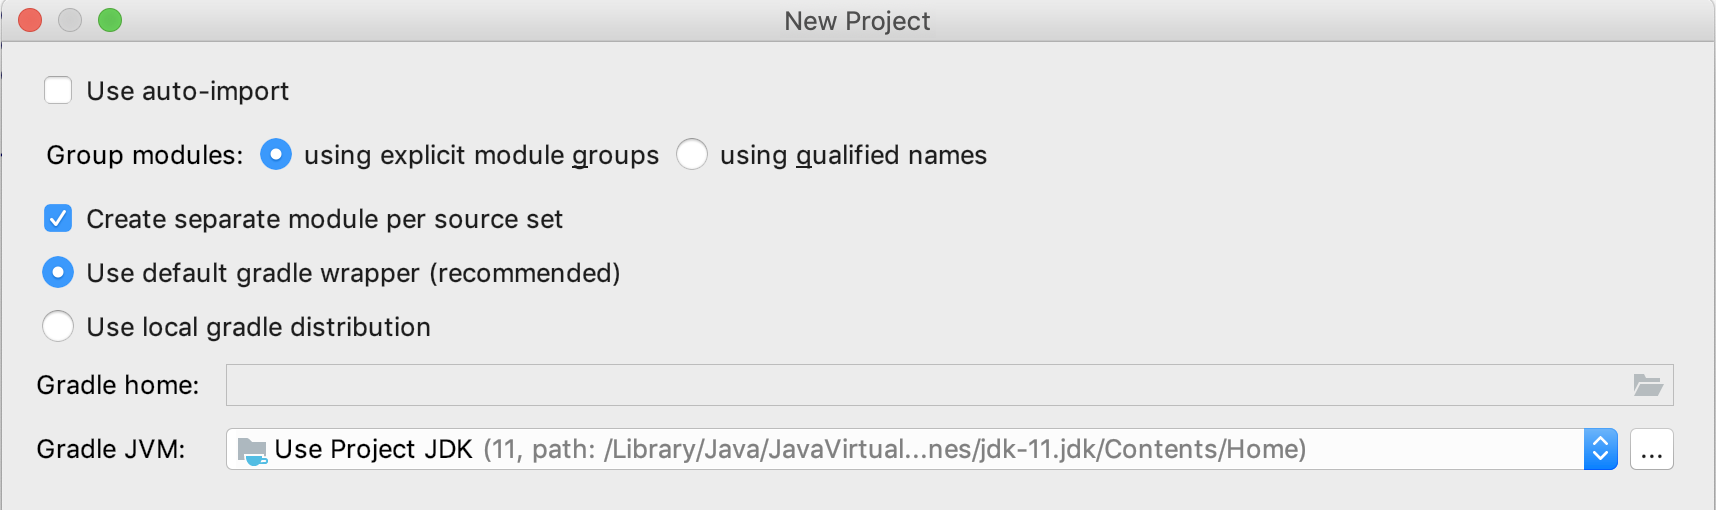 New Project
Use auto-import
Group modules: using explicit module groups using qualified names
Create separate module per source set
Use default gradle wrapper (recommended)
Use local gradle distribution
Gradle home:
Gradle JVM: Use Project JDK (11, path: /Library/Java/JavaVirtual...nes/jdk-11.jdk/Contents/Home) ...